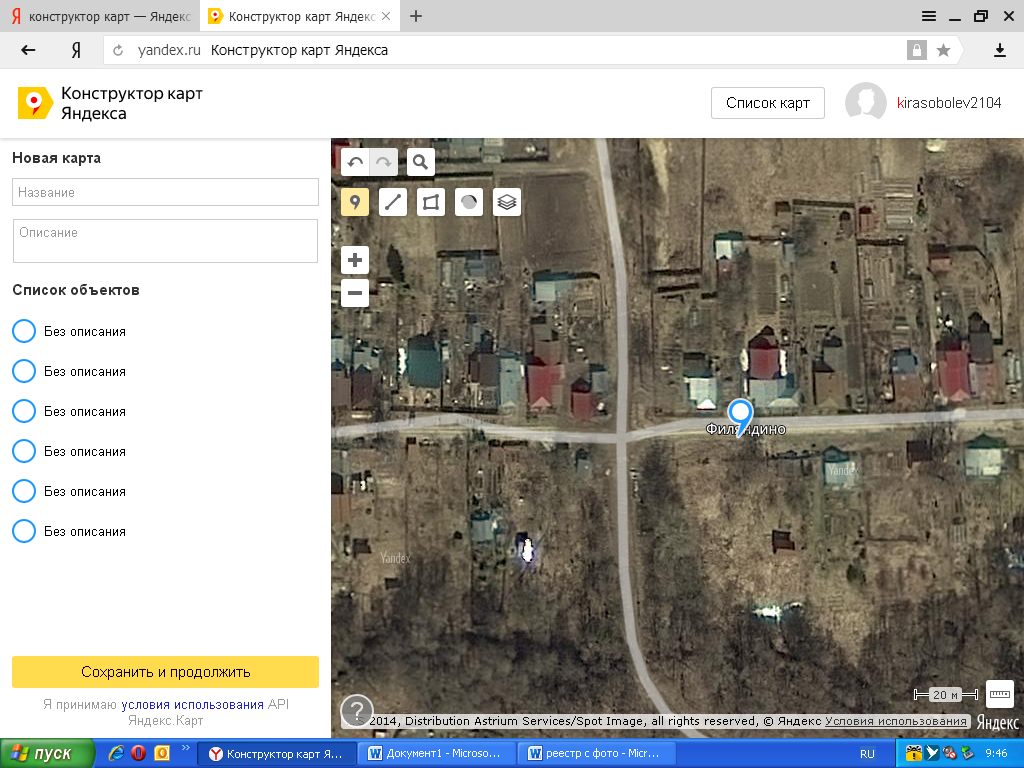 конструктор карт — Яндекс
Конструктор карт Яндекс
yandex.ru Конструктор карт Яндекса
Конструктор карт
Яндекса
Список карт
kirasobolev2104
Новая карта
Название
Описание
Список объектов
Без описания
Без описания
Без описания
Без описания
Без описания
Без описания
Сохранить и продолжить
Я принимаю условия использования API
Яндекс.Карт
Yandex
Yandex
20 м
2014, Distribution Astrium Services/Spot Image, all rights reserved, © Яндекс Условия использования
Яндекс
пуск
Конструктор карт Я...
Документ1 - Microso...
реестр с фото - Micr...
RU
9:46